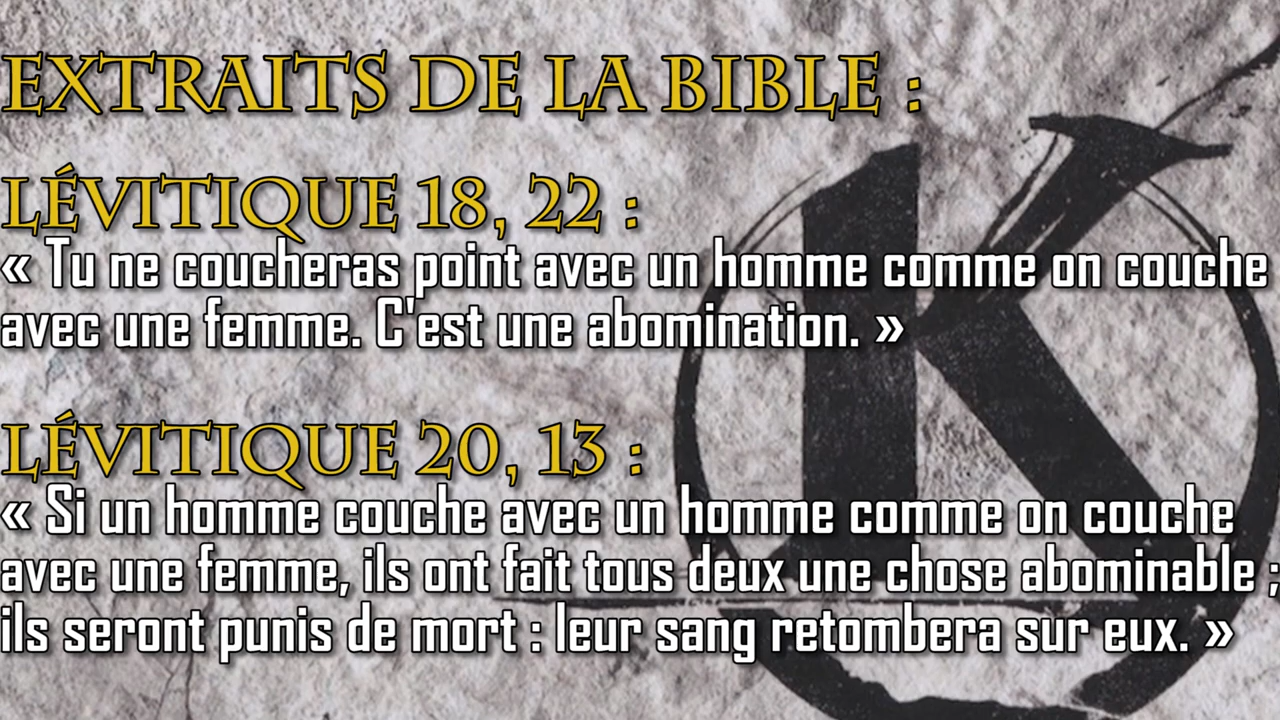 EXTRAITS DE LA BIBLE :
LÉVITIQUE 18, 22 :
« Tu ne coucheras point avec un homme comme on couche
avec une femme. C'est une abomination. »
LÉVITIQUE 20, 13 :
« Si un homme couche avec un homme comme on couche
avec une femme, ils ont fait tous deux une chose abominable ;
ils seront punis de mort : leur sang retombera sur eux. »
K